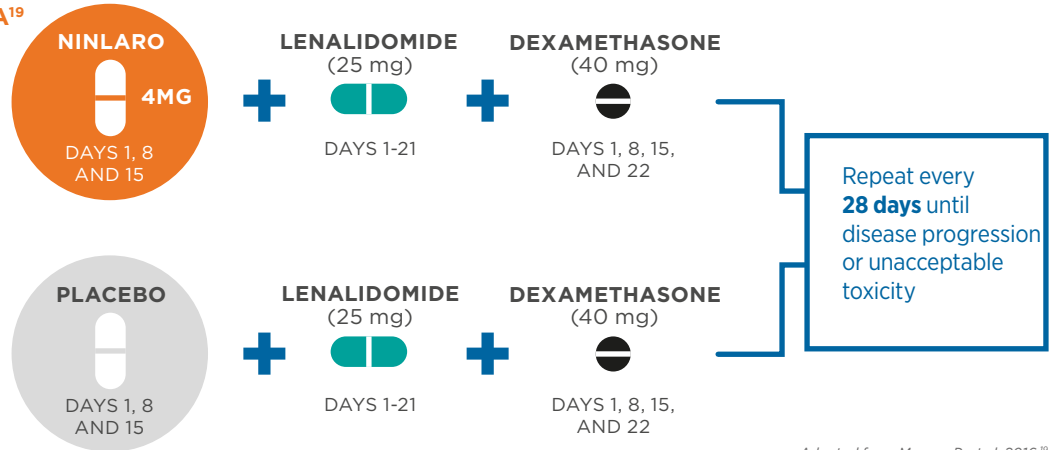 A19
NINLARO
4MG
DAYS 1, 8
AND 15
LENALIDOMIDE
(25 mg)
DAYS 1-21
DEXAMETHASONE
(40 mg)
DAYS 1, 8, 15,
AND 22
Repeat every
28 days until
disease progression
or unacceptable
toxicity
PLACEBO
DAYS 1, 8
AND 15
LENALIDOMIDE
(25 mg)
DAYS 1-21
DEXAMETHASONE
(40 mg)
DAYS 1, 8, 15,
AND 22